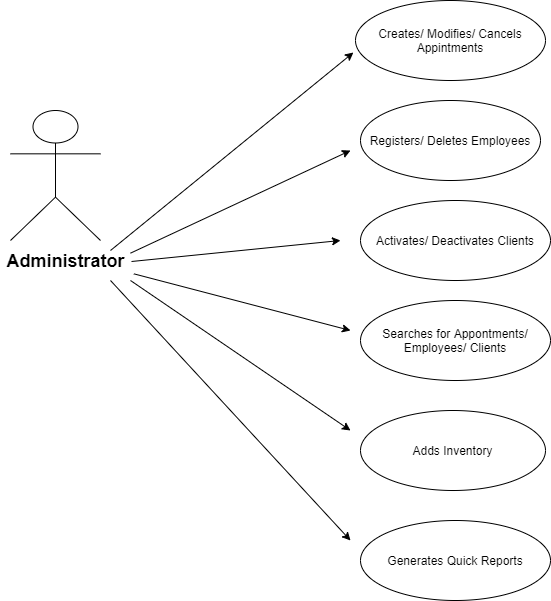 Creates/ Modifies/ Cancels
Appintments
Registers/ Deletes Employees
Activates/ Deactivates Clients
Administrator
Searches for Appontments/
Employees/ Clients
Adds Inventory
Generates Quick Reports